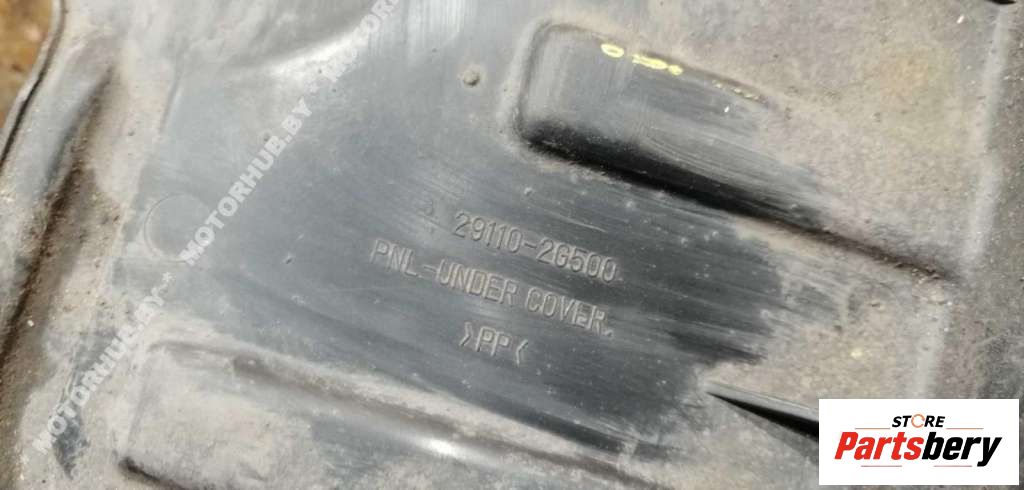 29110-2G500
PNL-UNDER COVER.
>PP<
* MOTORHUB.BY * MOTORHUB.BY * MOTORHUB.BY
STORE
Partsbery